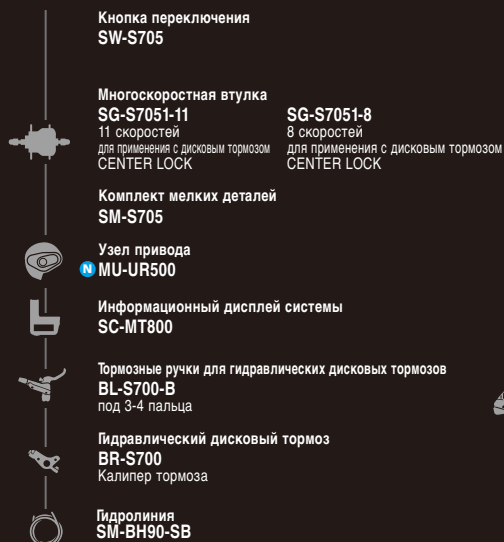 Кнопка переключения
SW-S705
Многоскоростная втулка
SG-S7051-11
11 скоростей
для применения с дисковым тормозом
CENTER LOCK
SG-S7051-8
8 скоростей
для применения с дисковым тормозом
CENTER LOCK
Комплект мелких деталей
SM-S705
Узел привода
N MU-UR500
Информационный дисплей системы
SC-MT800
Тормозные ручки для гидравлических дисковых тормозов
BL-S700-B
под 3-4 пальца
Гидравлический дисковый тормоз
BR-S700
Калипер тормоза
Гидролиния
SM-BH90-SB